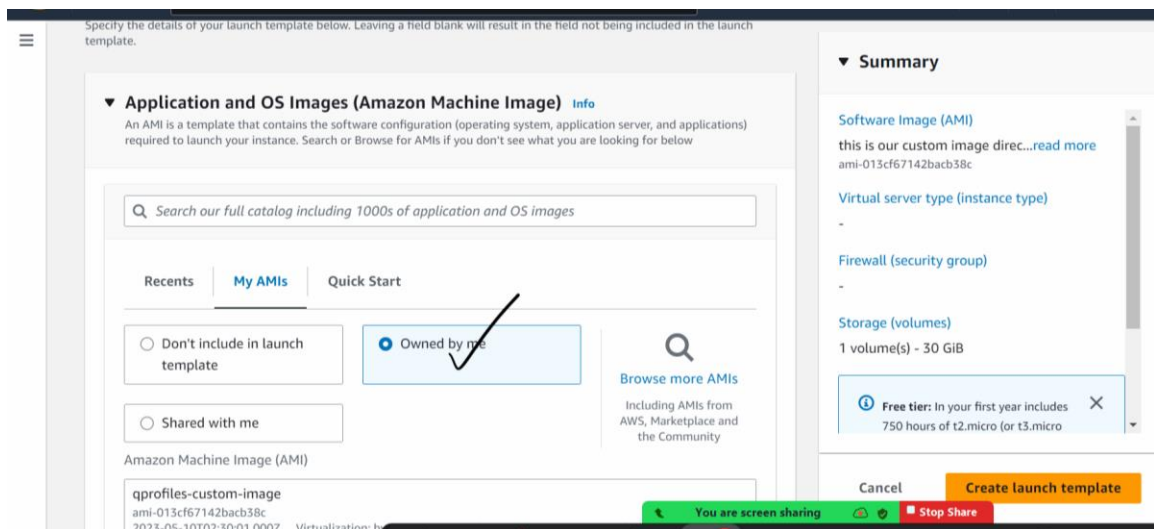 Specify the details of your launch template below. Leaving a field blank will result in the field not being included in the launch
template.
Application and OS Images (Amazon Machine Image) Info
An AMI is a template that contains the software configuration (operating system, application server, and applications)
required to launch your instance. Search or Browse for AMIs if you don't see what you are looking for below
Search our full catalog including 1000s of application and OS images
Recents
My AMIs
Quick Start
Don't include in launch
template
Owned by me
Shared with me
Browse more AMIs
Including AMIs from
AWS, Marketplace and
the Community
Amazon Machine Image (AMI)
qprofiles-custom-image
ami-013cf67142bacb38c
2023-05-10T02:30:01.000Z Virtualization:
Summary
Software Image (AMI)
this is our custom image direc...read more
ami-013cf67142bacb38c
Virtual server type (instance type)
-
Firewall (security group)
-
Storage (volumes)
1 volume(s) - 30 GiB
Free tier: In your first year includes
750 hours of t2.micro (or t3.micro
Cancel
Create launch template
You are screen sharing
Stop Share